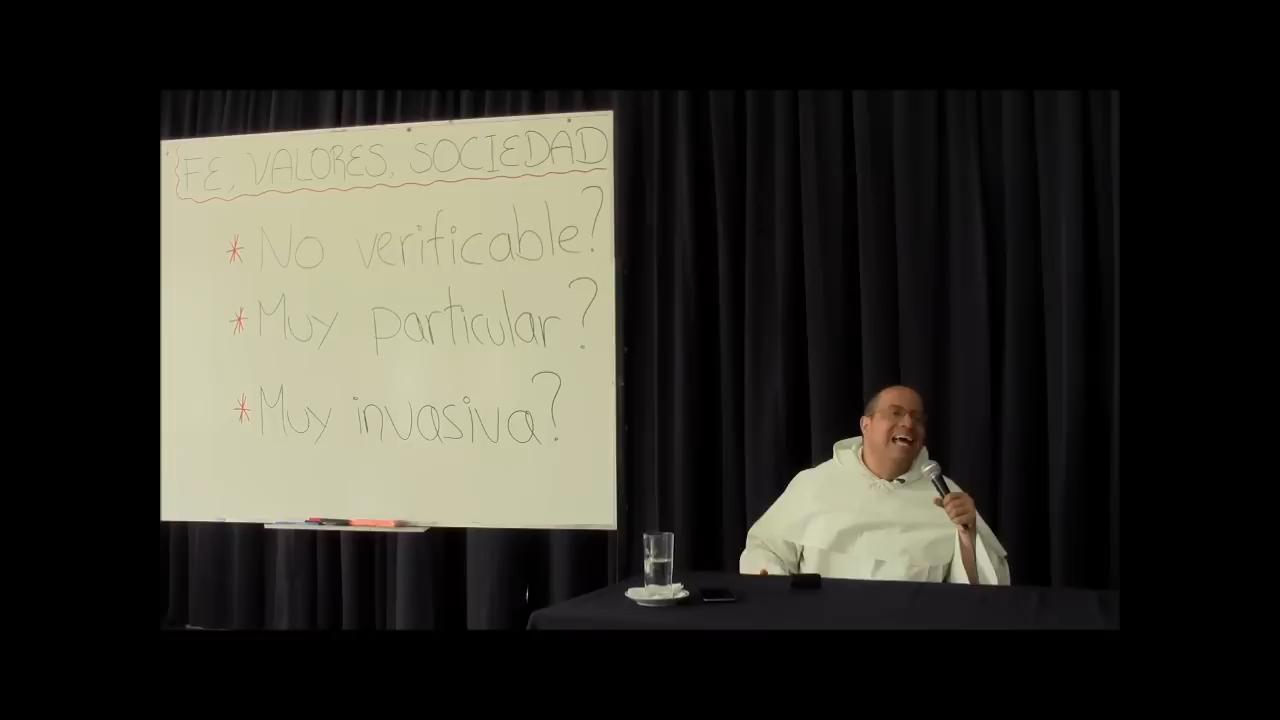 FE, VALORES, SOCIEDAD
* No verificable?
* Muy particular?
* Muy invasiva?